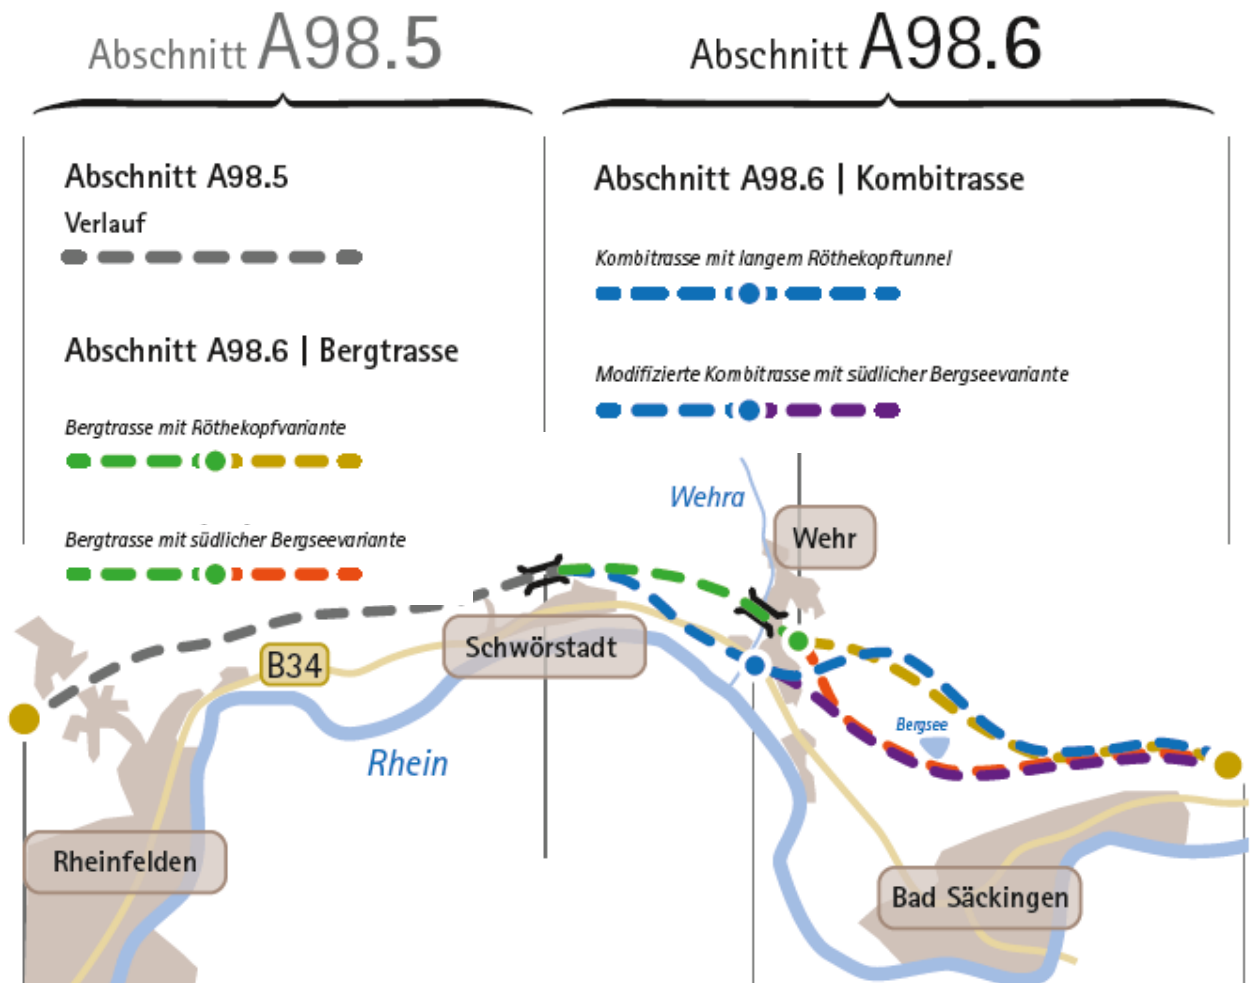 Abschnitt A98.5
Abschnitt A98.6
Abschnitt A98.5
Verlauf
Abschnitt A98.6 | Bergtrasse
Bergtrasse mit Röthekopfvariante
Bergtrasse mit südlicher Bergseevariante
Abschnitt A98.6 | Kombitrasse
Kombitrasse mit langem Röthekopftunnel
Modifizierte Kombitrasse mit südlicher Bergseevariante
Wehra
Wehr
Schwörstadt
B34
Bergsee
Rhein
Rheinfelden
Bad Säckingen